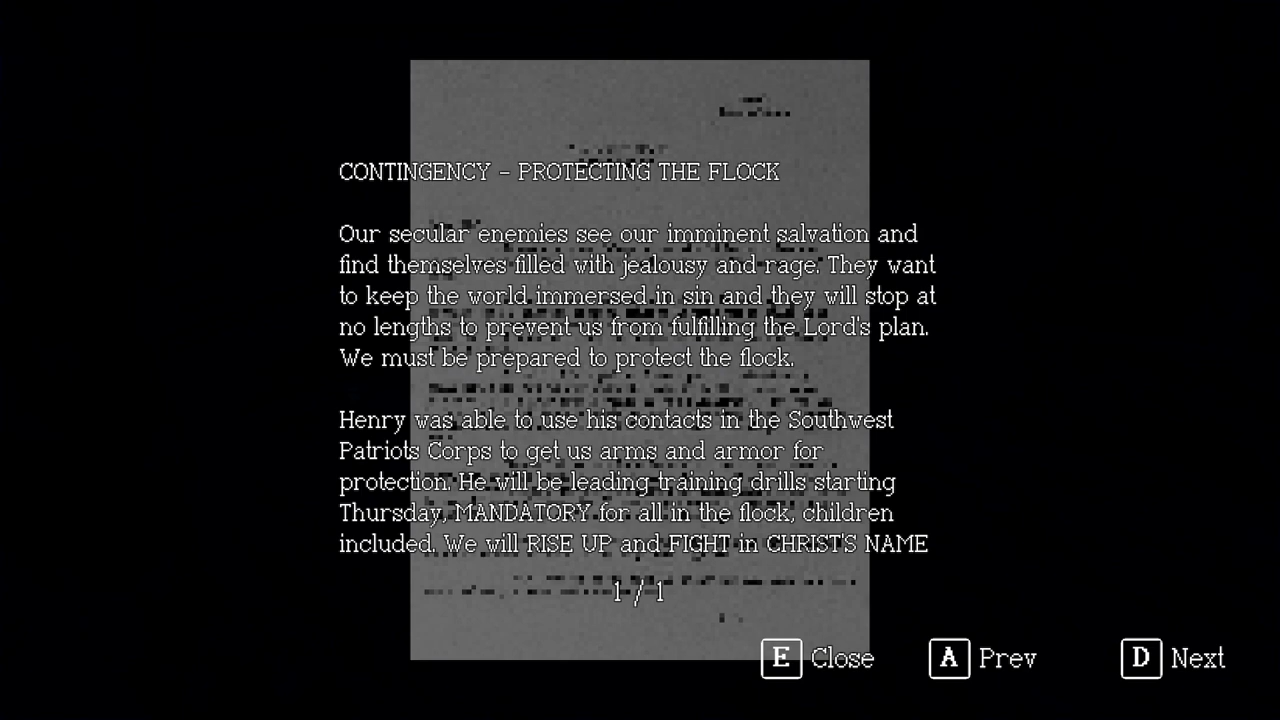 CONTINGENCY - PROTECTING THE FLOCK
Our secular enemies see our imminent salvation and
find themselves filled with jealousy and rage. They want
to keep the world immersed in sin and they will stop at
no lengths to prevent us from fulfilling the Lord's plan.
We must be prepared to protect the flock.
Henry was able to use his contacts in the Southwest
Patriots Corps to get us arms and armor for
protection. He will be leading training drills starting
Thursday, MANDATORY for all in the flock, children
included. We will RISE UP and FIGHT in CHRIST'S NAME
1 / 1
E Close A Prev D Next